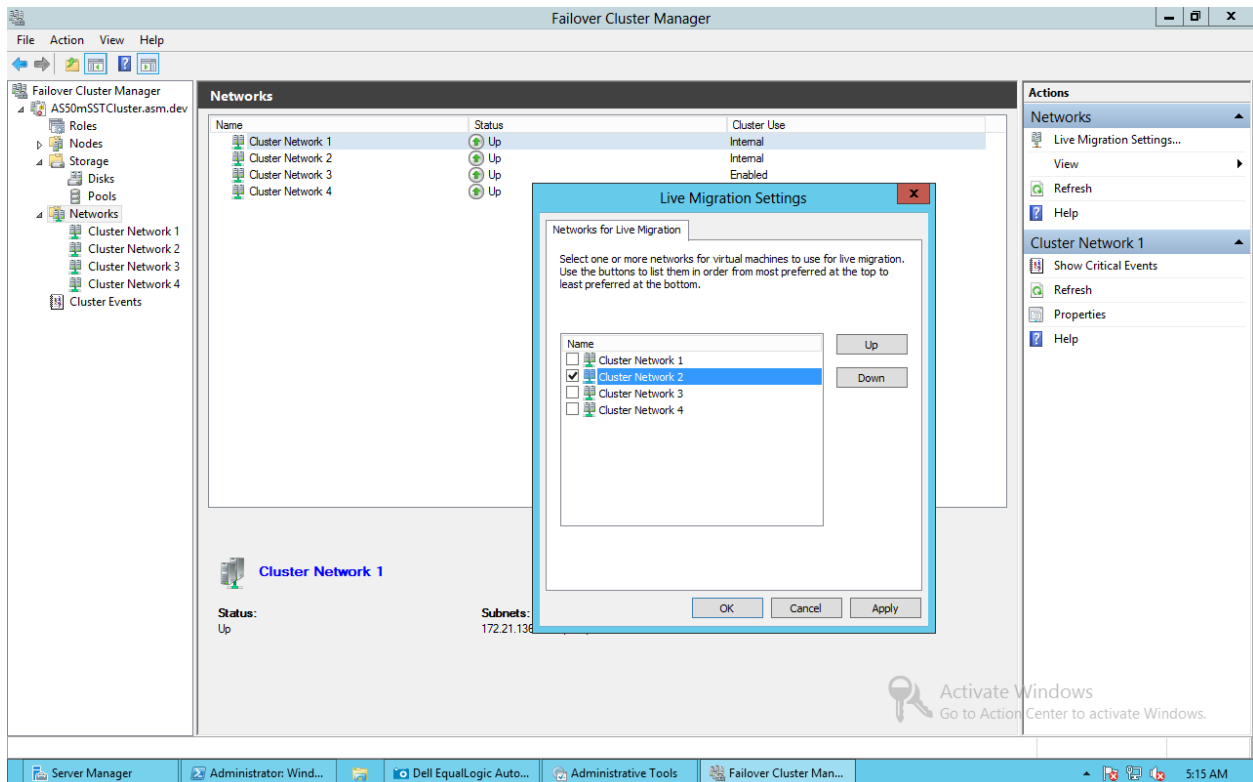 Failover Cluster Manager
File Action View Help
Failover Cluster Manager
AS50mSSTCluster.asm.dev
Roles
Nodes
Storage
Disks
Pools
Networks
Cluster Network 1
Cluster Network 2
Cluster Network 3
Cluster Network 4
Cluster Events
Networks
Name Status Cluster Use
Cluster Network 1 Up Internal
Cluster Network 2 Up Internal
Cluster Network 3 Up Enabled
Cluster Network 4 Up
Live Migration Settings
Networks for Live Migration
Select one or more networks for virtual machines to use for live migration.
Use the buttons to list them in order from most preferred at the top to
least preferred at the bottom.
Name
Cluster Network 1
Cluster Network 2
Cluster Network 3
Cluster Network 4
Up
Down
OK Cancel Apply
Cluster Network 1
Status: Subnets:
Up 172.21.136
Actions
Networks
Live Migration Settings...
View
Refresh
Help
Cluster Network 1
Show Critical Events
Refresh
Properties
Help
Activate Windows
Go to Action Center to activate Windows.
Server Manager Administrator: Wind... Dell EqualLogic Auto... Administrative Tools Failover Cluster Man... 5:15 AM